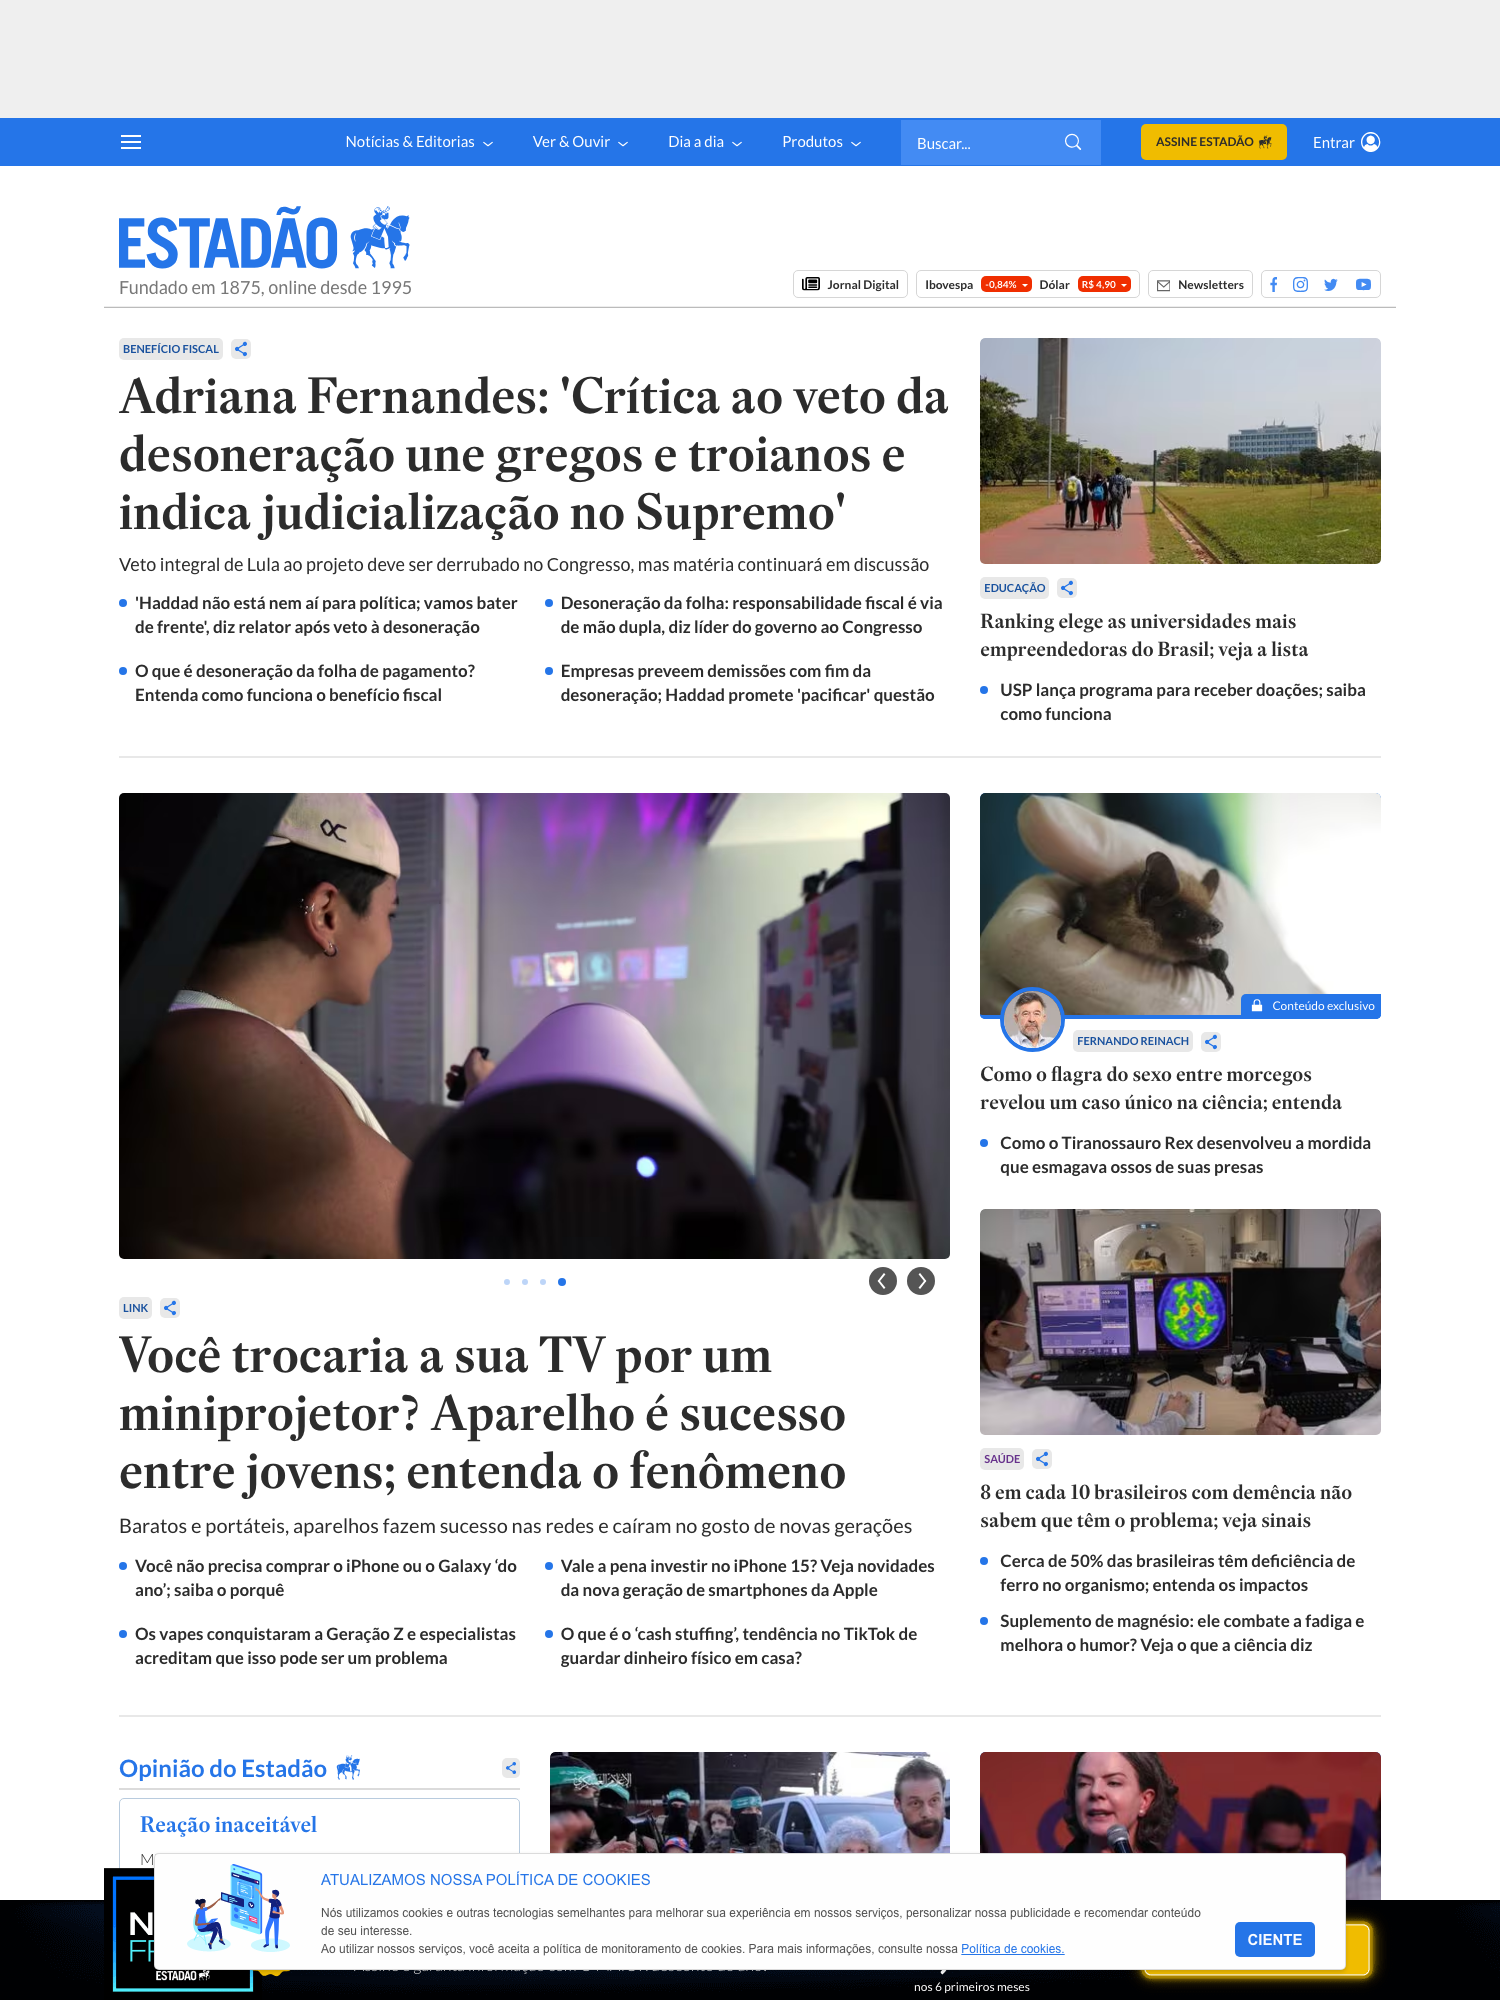 Notícias & Editorias
Ver & Ouvir
Dia a dia
Produtos
Buscar...
ASSINE ESTADÃO
Entrar
ESTADÃO
Fundado em 1875, online desde 1995
Jornal Digital
Ibovespa -0,84% Dólar R$ 4,90
Newsletters
BENEFÍCIO FISCAL
Adriana Fernandes: 'Crítica ao veto da
desoneração une gregos e troianos e
indica judicialização no Supremo'
Veto integral de Lula ao projeto deve ser derrubado no Congresso, mas matéria continuará em discussão
'Haddad não está nem aí para política; vamos bater
de frente', diz relator após veto à desoneração
O que é desoneração da folha de pagamento?
Entenda como funciona o benefício fiscal
Desoneração da folha: responsabilidade fiscal é via
de mão dupla, diz líder do governo ao Congresso
Empresas preveem demissões com fim da
desoneração; Haddad promete 'pacificar' questão
EDUCAÇÃO
Ranking elege as universidades mais
empreendedoras do Brasil; veja a lista
USP lança programa para receber doações; saiba
como funciona
LINK
Você trocaria a sua TV por um
miniprojetor? Aparelho é sucesso
entre jovens; entenda o fenômeno
Baratos e portáteis, aparelhos fazem sucesso nas redes e caíram no gosto de novas gerações
Você não precisa comprar o iPhone ou o Galaxy ‘do
ano’; saiba o porquê
Os vapes conquistaram a Geração Z e especialistas
acreditam que isso pode ser um problema
Vale a pena investir no iPhone 15? Veja novidades
da nova geração de smartphones da Apple
O que é o ‘cash stuffing’, tendência no TikTok de
guardar dinheiro físico em casa?
Conteúdo exclusivo
FERNANDO REINACH
Como o flagra do sexo entre morcegos
revelou um caso único na ciência; entenda
Como o Tiranossauro Rex desenvolveu a mordida
que esmagava ossos de suas presas
SAÚDE
8 em cada 10 brasileiros com demência não
sabem que têm o problema; veja sinais
Cerca de 50% das brasileiras têm deficiência de
ferro no organismo; entenda os impactos
Suplemento de magnésio: ele combate a fadiga e
melhora o humor? Veja o que a ciência diz
Opinião do Estadão
Reação inaceitável
ATUALIZAMOS NOSSA POLÍTICA DE COOKIES
Nós utilizamos cookies e outras tecnologias semelhantes para melhorar sua experiência em nossos serviços, personalizar nossa publicidade e recomendar conteúdo
de seu interesse.
Ao utilizar nossos serviços, você aceita a política de monitoramento de cookies. Para mais informações, consulte nossa Política de cookies.
CIENTE
ESTADÃO
nos 6 primeiros meses